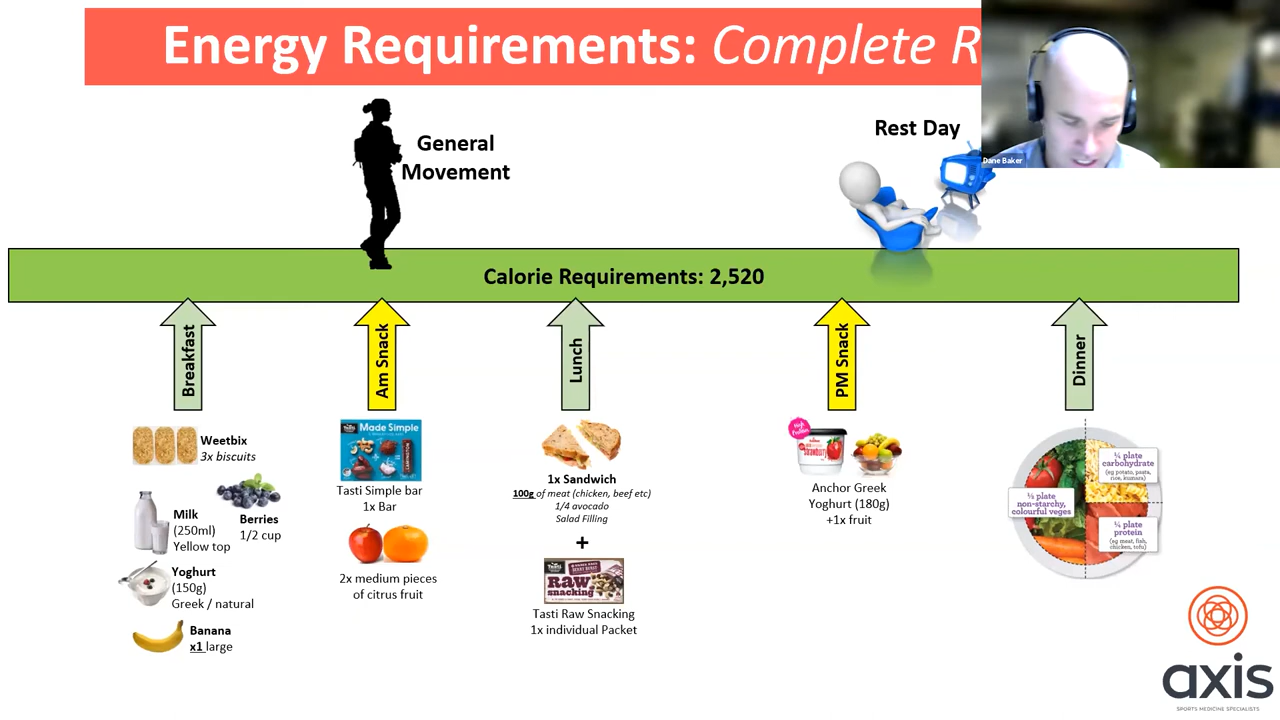 Energy Requirements: Complete R
Dane Baker
General
Movement
Rest Day
Calorie Requirements: 2,520
Breakfast
Am Snack
Lunch
PM Snack
Dinner
Weetbix
3x biscuits
Milk
(250ml)
Yellow top
Berries
1/2 cup
Yoghurt
(150g)
Greek / natural
Banana
x1 large
Made Simple
Tasti Simple bar
1x Bar
2x medium pieces
of citrus fruit
1x Sandwich
100g of meat (chicken, beef etc)
1/4 avocado
Salad Filling
+
raw
snacking
Tasti Raw Snacking
1x individual Packet
High
Protein
Anchor Greek
Yoghurt (180g)
+1x fruit
½ plate
non-starchy,
colourful veges
¼ plate
carbohydrate
(eg potato, pasta,
rice, kumara)
¼ plate
protein
(eg meat, fish,
chicken, tofu)
axis
SPORTS MEDICINE SPECIALISTS